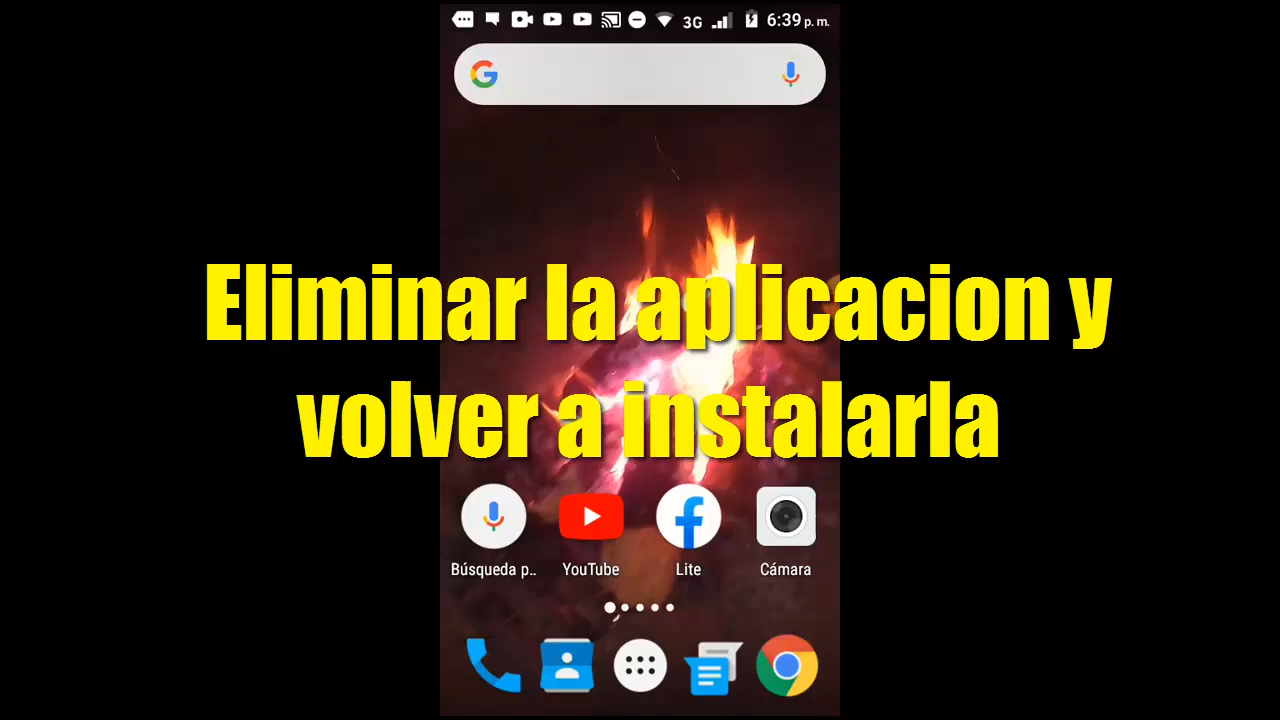 3G 6:39 p. m.
Eliminar la aplicacion y
volver a instalarla
Búsqueda p.. YouTube Lite Cámara